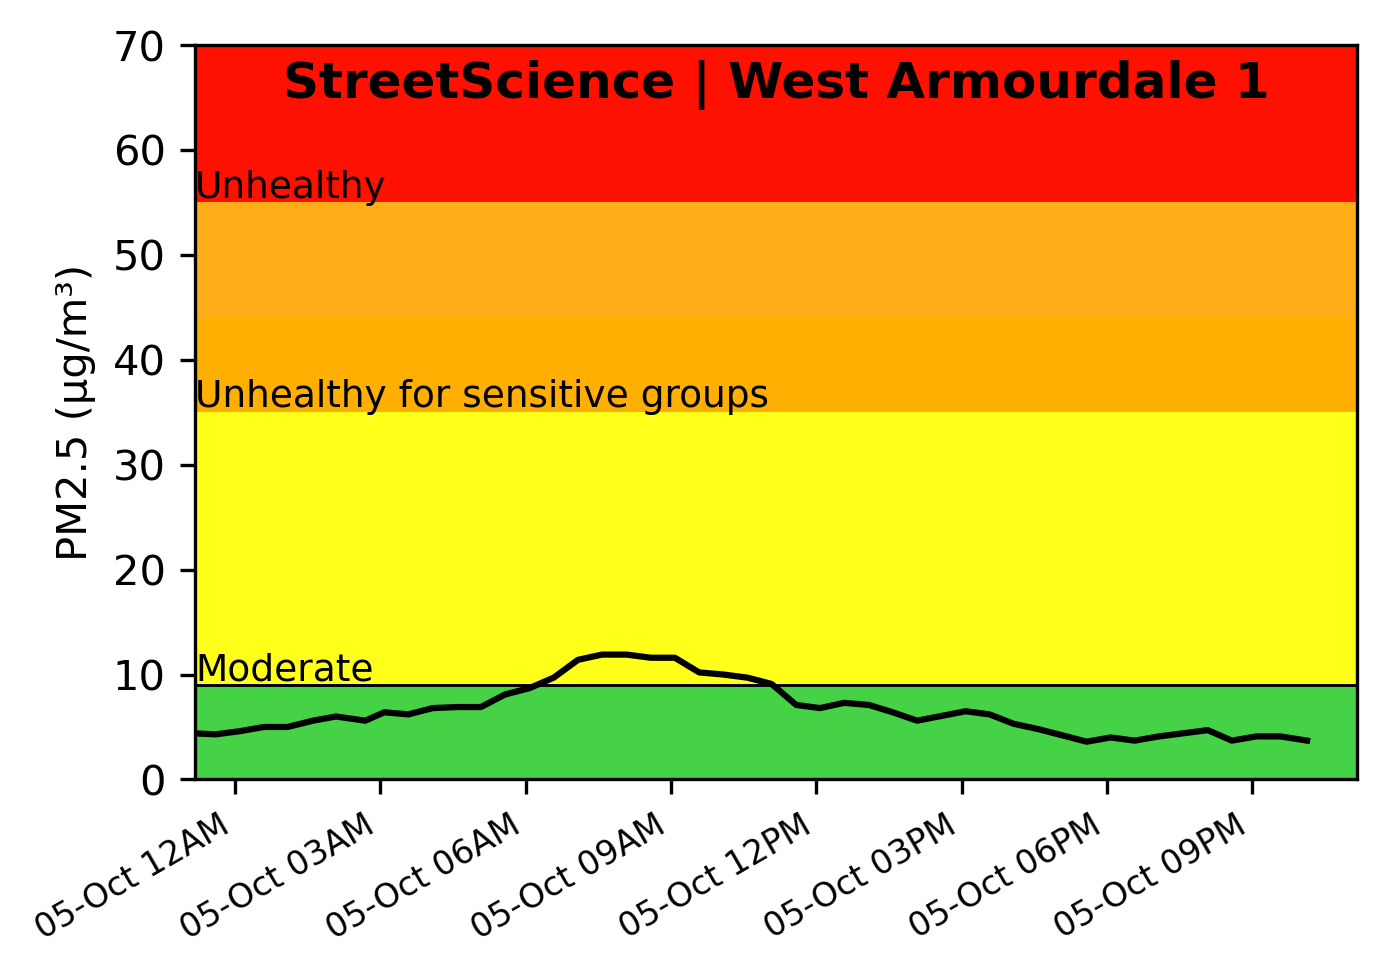 StreetScience | West Armourdale 1
PM2.5 (µg/m³)
70
60
50
40
30
20
10
0
Unhealthy
Unhealthy for sensitive groups
Moderate
05-Oct 12AM
05-Oct 03AM
05-Oct 06AM
05-Oct 09AM
05-Oct 12PM
05-Oct 03PM
05-Oct 06PM
05-Oct 09PM